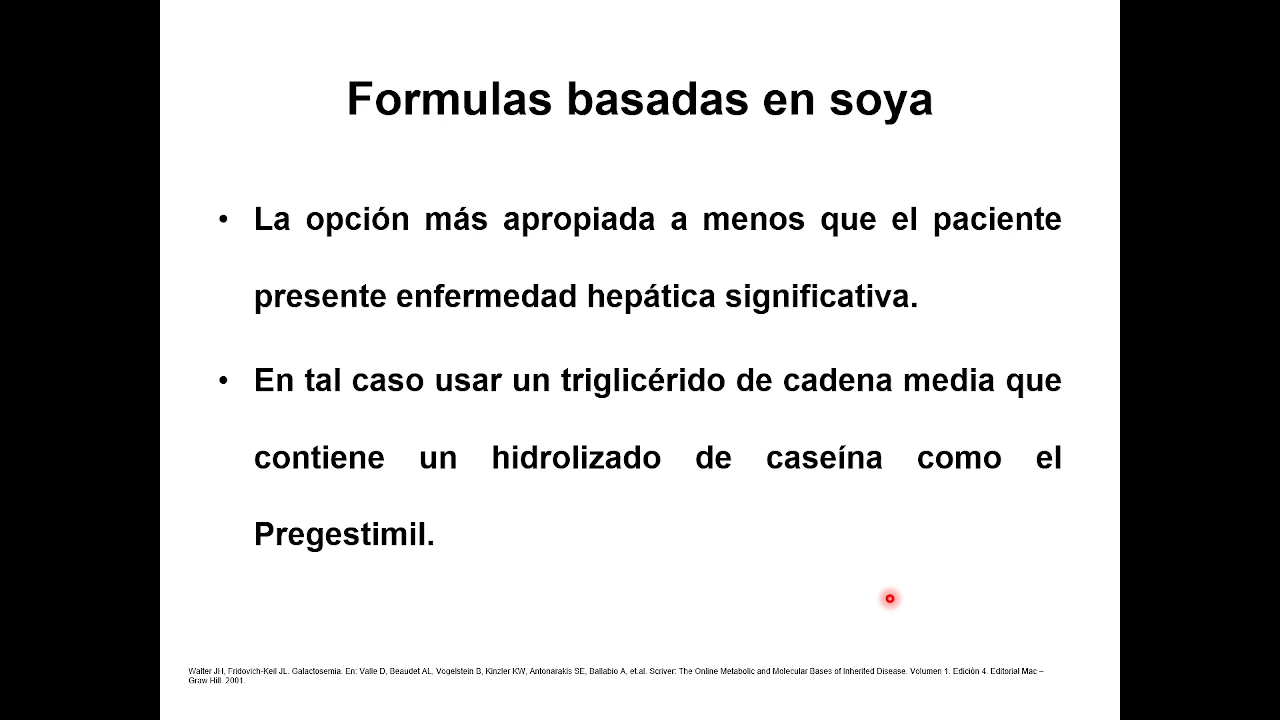 Formulas basadas en soya
• La opción más apropiada a menos que el paciente
presente enfermedad hepática significativa.
• En tal caso usar un triglicérido de cadena media que
contiene un hidrolizado de caseína como el
Pregestimil.
Walter JH, Fridovich-Keil JL. Galactosemia. En: Valle D, Beaudet AL, Vogelstein B, Kinzler KW, Antonarakis SE, Ballabio A, et.al. Scriver: The Online Metabolic and Molecular Bases of Inherited Disease. Volumen 1. Edición 4. Editorial Mac –
Graw Hill. 2001.